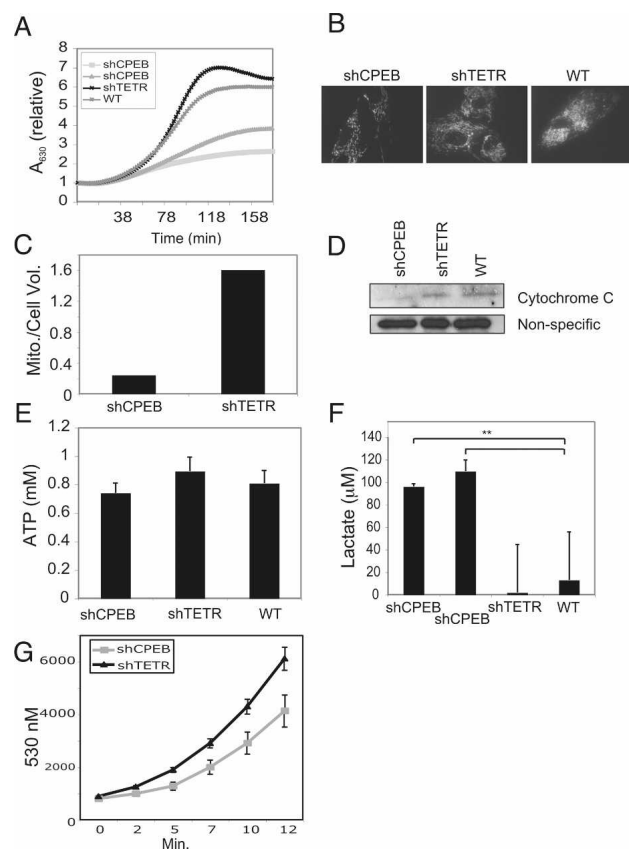 A
A630 (relative)
8
7
6
5
4
3
2
1
0
shCPEB
shCPEB
shTETR
WT
38 78 118 158
Time (min)
B
shCPEB shTETR WT
C
Mito./Cell Vol.
1.6
1.2
0.8
0.4
0
shCPEB shTETR
D
shCPEB
shTETR
WT
Cytochrome C
Non-specific
E
ATP (mM)
1.2
1
0.8
0.6
0.4
0.2
0
shCPEB shTETR WT
F
Lactate (μM)
140
120
100
80
60
40
20
0
**
shCPEB shCPEB shTETR WT
G
530 nM
6000
4000
2000
shCPEB
shTETR
0 2 5 7 10 12
Min.